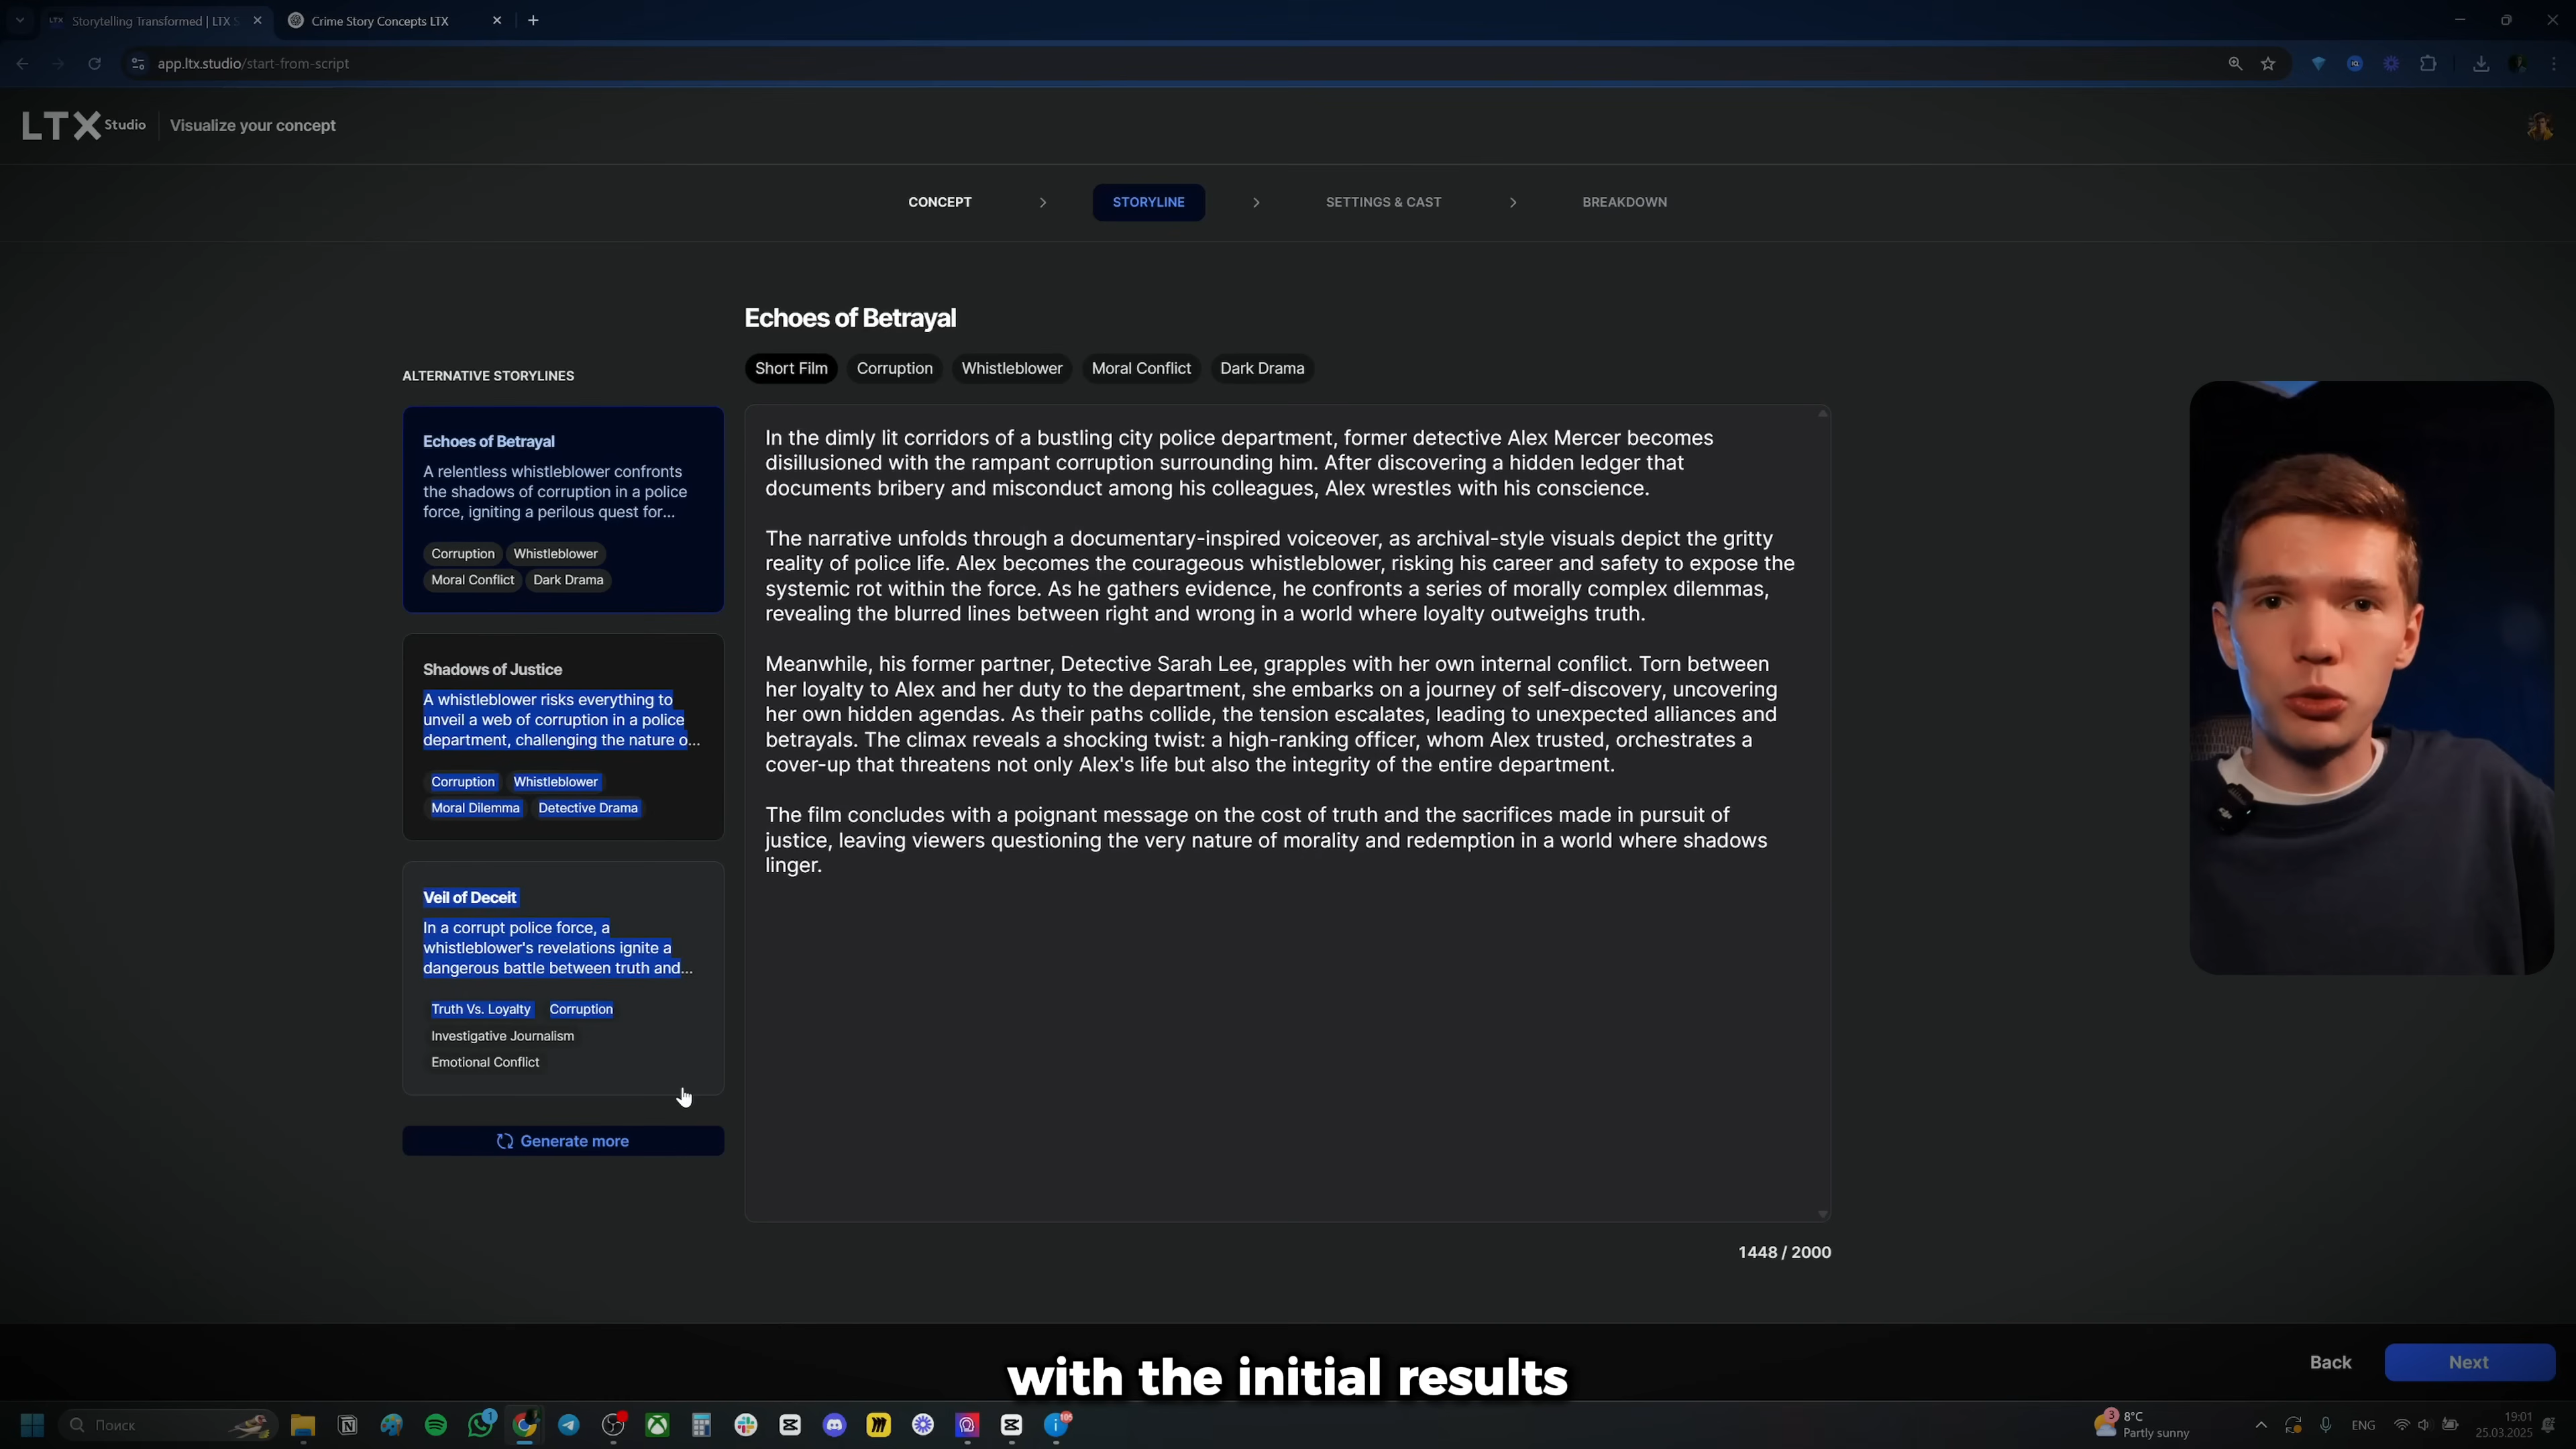 LTX Storytelling Transformed | LTX S
Crime Story Concepts LTX
app.ltx.studio/start-from-script
LTX Studio
Visualize your concept
CONCEPT
STORYLINE
SETTINGS & CAST
BREAKDOWN
Echoes of Betrayal
Short Film
Corruption
Whistleblower
Moral Conflict
Dark Drama
ALTERNATIVE STORYLINES
Echoes of Betrayal
A relentless whistleblower confronts
the shadows of corruption in a police
force, igniting a perilous quest for...
Corruption
Whistleblower
Moral Conflict
Dark Drama
Shadows of Justice
A whistleblower risks everything to
unveil a web of corruption in a police
department, challenging the nature o...
Corruption
Whistleblower
Moral Dilemma
Detective Drama
Veil of Deceit
In a corrupt police force, a
whistleblower's revelations ignite a
dangerous battle between truth and...
Truth Vs. Loyalty
Corruption
Investigative Journalism
Emotional Conflict
Generate more
In the dimly lit corridors of a bustling city police department, former detective Alex Mercer becomes
disillusioned with the rampant corruption surrounding him. After discovering a hidden ledger that
documents bribery and misconduct among his colleagues, Alex wrestles with his conscience.
The narrative unfolds through a documentary-inspired voiceover, as archival-style visuals depict the gritty
reality of police life. Alex becomes the courageous whistleblower, risking his career and safety to expose the
systemic rot within the force. As he gathers evidence, he confronts a series of morally complex dilemmas,
revealing the blurred lines between right and wrong in a world where loyalty outweighs truth.
Meanwhile, his former partner, Detective Sarah Lee, grapples with her own internal conflict. Torn between
her loyalty to Alex and her duty to the department, she embarks on a journey of self-discovery, uncovering
her own hidden agendas. As their paths collide, the tension escalates, leading to unexpected alliances and
betrayals. The climax reveals a shocking twist: a high-ranking officer, whom Alex trusted, orchestrates a
cover-up that threatens not only Alex's life but also the integrity of the entire department.
The film concludes with a poignant message on the cost of truth and the sacrifices made in pursuit of
justice, leaving viewers questioning the very nature of morality and redemption in a world where shadows
linger.
1448 / 2000
Back
Next
with the initial results
Поиск
1
105
3
8°C
Partly sunny
ENG
19:01
25.03.2025